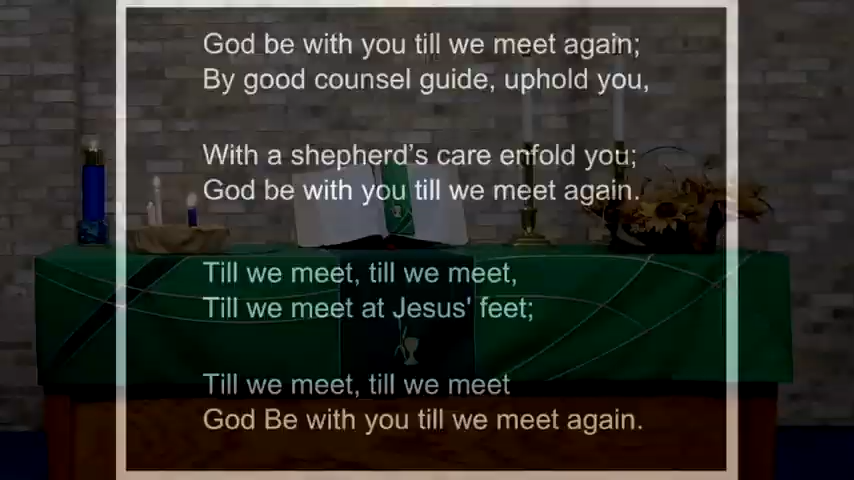 God be with you till we meet again;
By good counsel guide, uphold you,
With a shepherd's care enfold you;
God be with you till we meet again.
Till we meet, till we meet,
Till we meet at Jesus' feet;
Till we meet, till we meet
God Be with you till we meet again.